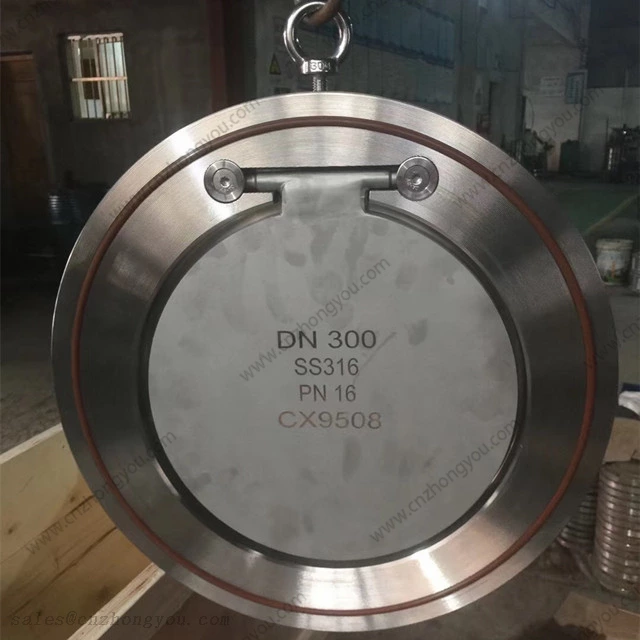 DN 300
SS316
PN 16
CX9508
www.cnzhongyou.com
sales@cnzhongyou.com